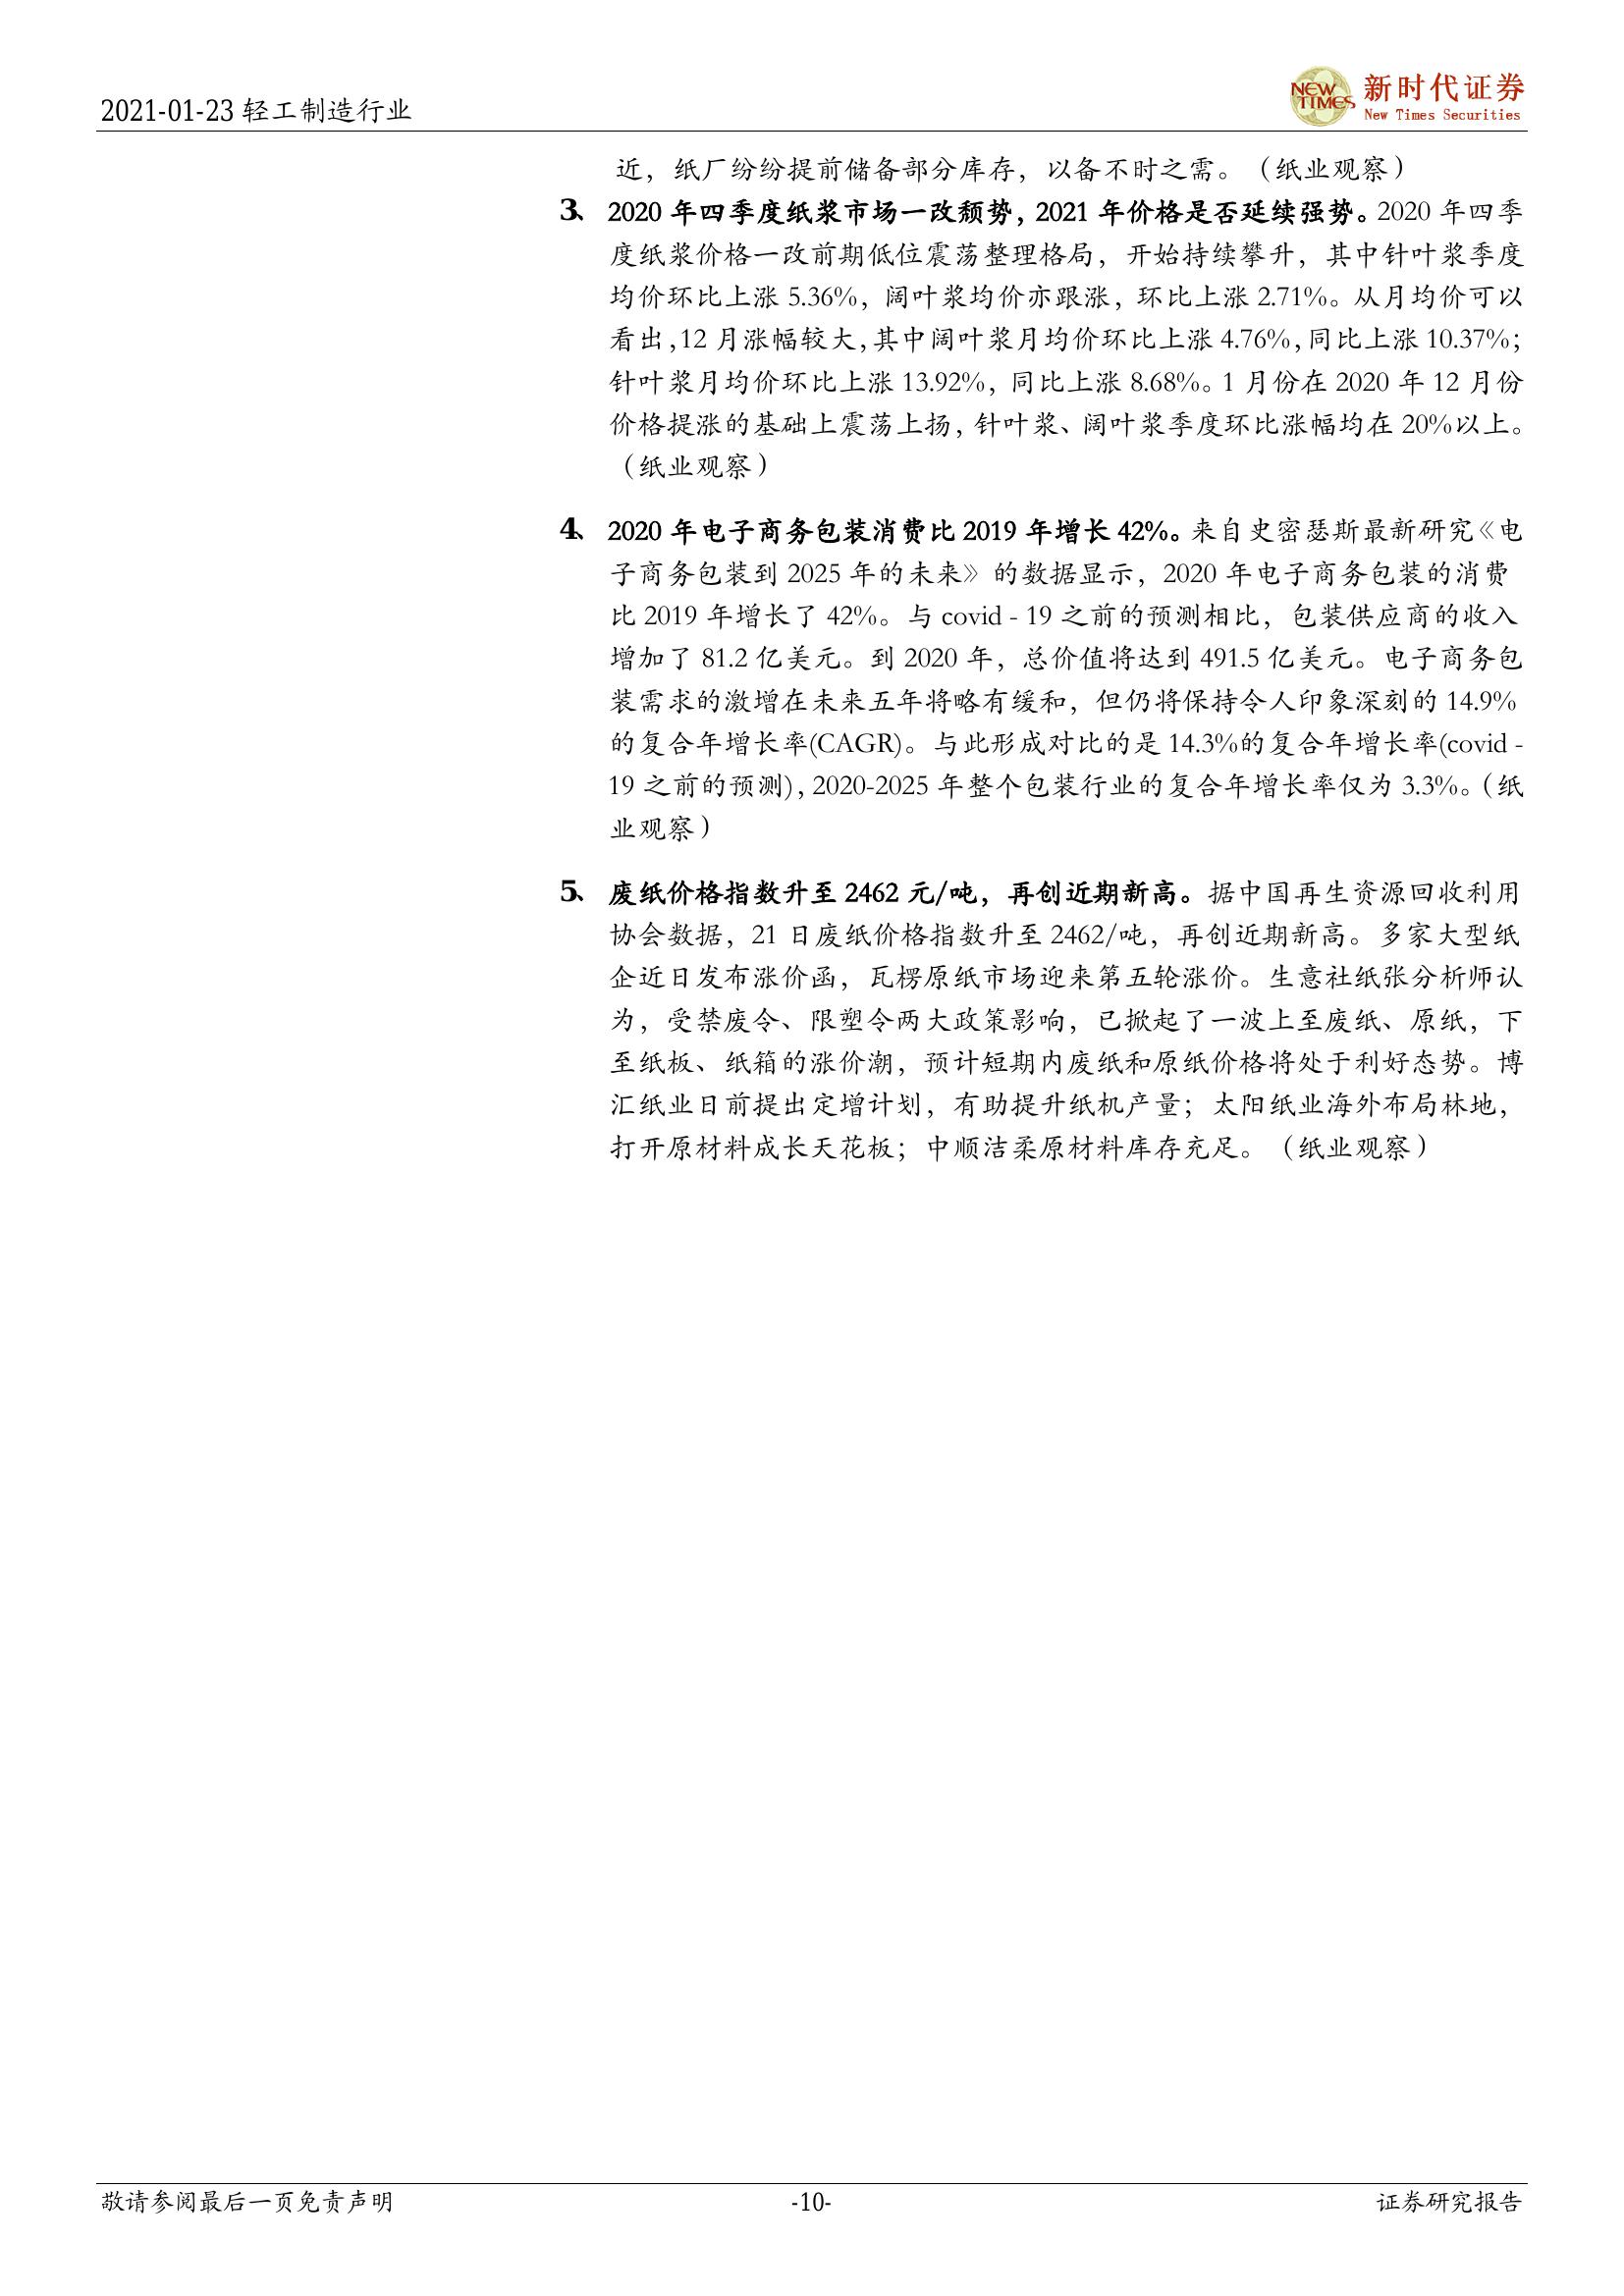 2021-01-23 轻工制造行业
NEW TIMES
新时代证券
New Times Securities
近，纸厂纷纷提前储备部分库存，以备不时之需。（纸业观察）
3、 2020 年四季度纸浆市场一改颓势，2021 年价格是否延续强势。2020 年四季
度纸浆价格一改前期低位震荡整理格局，开始持续攀升，其中针叶浆季度
均价环比上涨 5.36%，阔叶浆均价亦跟涨，环比上涨 2.71%。从月均价可以
看出，12 月涨幅较大，其中阔叶浆月均价环比上涨 4.76%，同比上涨 10.37%；
针叶浆月均价环比上涨 13.92%，同比上涨 8.68%。1 月份在 2020 年 12 月份
价格提涨的基础上震荡上扬，针叶浆、阔叶浆季度环比涨幅均在 20%以上。
（纸业观察）
4、 2020 年电子商务包装消费比 2019 年增长 42%。来自史密瑟斯最新研究《电
子商务包装到 2025 年的未来》的数据显示，2020 年电子商务包装的消费
比 2019 年增长了 42%。与 covid - 19 之前的预测相比，包装供应商的收入
增加了 81.2 亿美元。到 2020 年，总价值将达到 491.5 亿美元。电子商务包
装需求的激增在未来五年将略有缓和，但仍将保持令人印象深刻的 14.9%
的复合年增长率(CAGR)。与此形成对比的是 14.3%的复合年增长率(covid -
19 之前的预测)，2020-2025 年整个包装行业的复合年增长率仅为 3.3%。（纸
业观察）
5、 废纸价格指数升至 2462 元/吨，再创近期新高。据中国再生资源回收利用
协会数据，21 日废纸价格指数升至 2462/吨，再创近期新高。多家大型纸
企近日发布涨价函，瓦楞原纸市场迎来第五轮涨价。生意社纸张分析师认
为，受禁废令、限塑令两大政策影响，已掀起了一波上至废纸、原纸，下
至纸板、纸箱的涨价潮，预计短期内废纸和原纸价格将处于利好态势。博
汇纸业日前提出定增计划，有助提升纸机产量；太阳纸业海外布局林地，
打开原材料成长天花板；中顺洁柔原材料库存充足。（纸业观察）
敬请参阅最后一页免责声明
-10-
证券研究报告